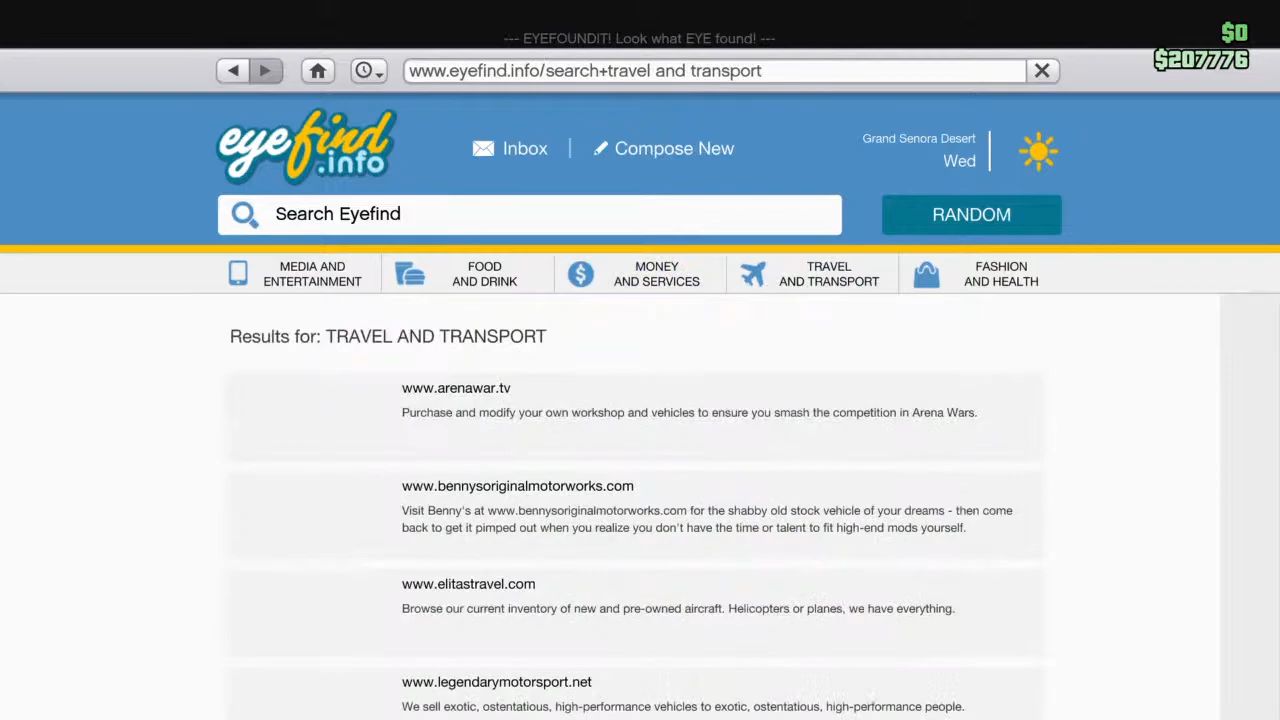 --- EYEFOUNDIT! Look what EYE found! ---
$0
$207776
www.eyefind.info/search+travel and transport
eyefind
.info
Inbox
Compose New
Grand Senora Desert
Wed
Search Eyefind
RANDOM
MEDIA AND
ENTERTAINMENT
FOOD
AND DRINK
MONEY
AND SERVICES
TRAVEL
AND TRANSPORT
FASHION
AND HEALTH
Results for: TRAVEL AND TRANSPORT
www.arenawar.tv
Purchase and modify your own workshop and vehicles to ensure you smash the competition in Arena Wars.
www.bennysoriginalmotorworks.com
Visit Benny's at www.bennysoriginalmotorworks.com for the shabby old stock vehicle of your dreams - then come
back to get it pimped out when you realize you don't have the time or talent to fit high-end mods yourself.
www.elitastravel.com
Browse our current inventory of new and pre-owned aircraft. Helicopters or planes, we have everything.
www.legendarymotorsport.net
We sell exotic, ostentatious, high-performance vehicles to exotic, ostentatious, high-performance people.